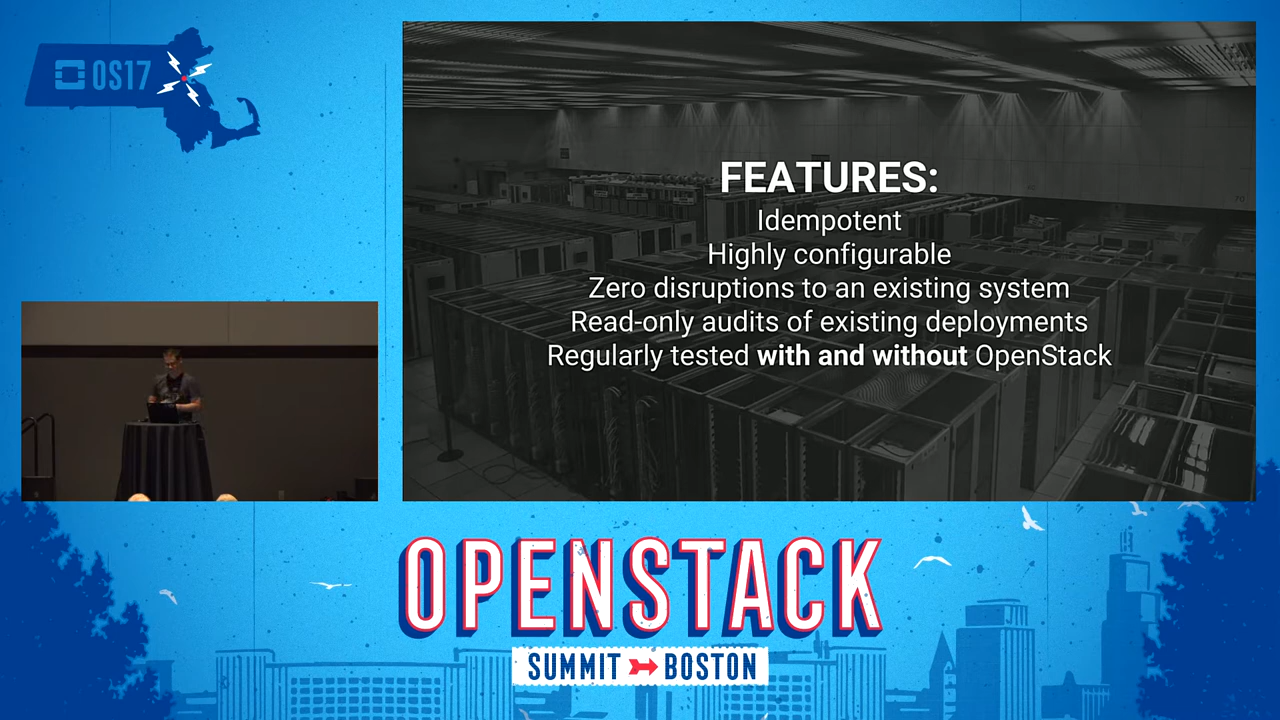 OS17
FEATURES:
Idempotent
Highly configurable
Zero disruptions to an existing system
Read-only audits of existing deployments
Regularly tested with and without OpenStack
OPENSTACK
SUMMIT BOSTON